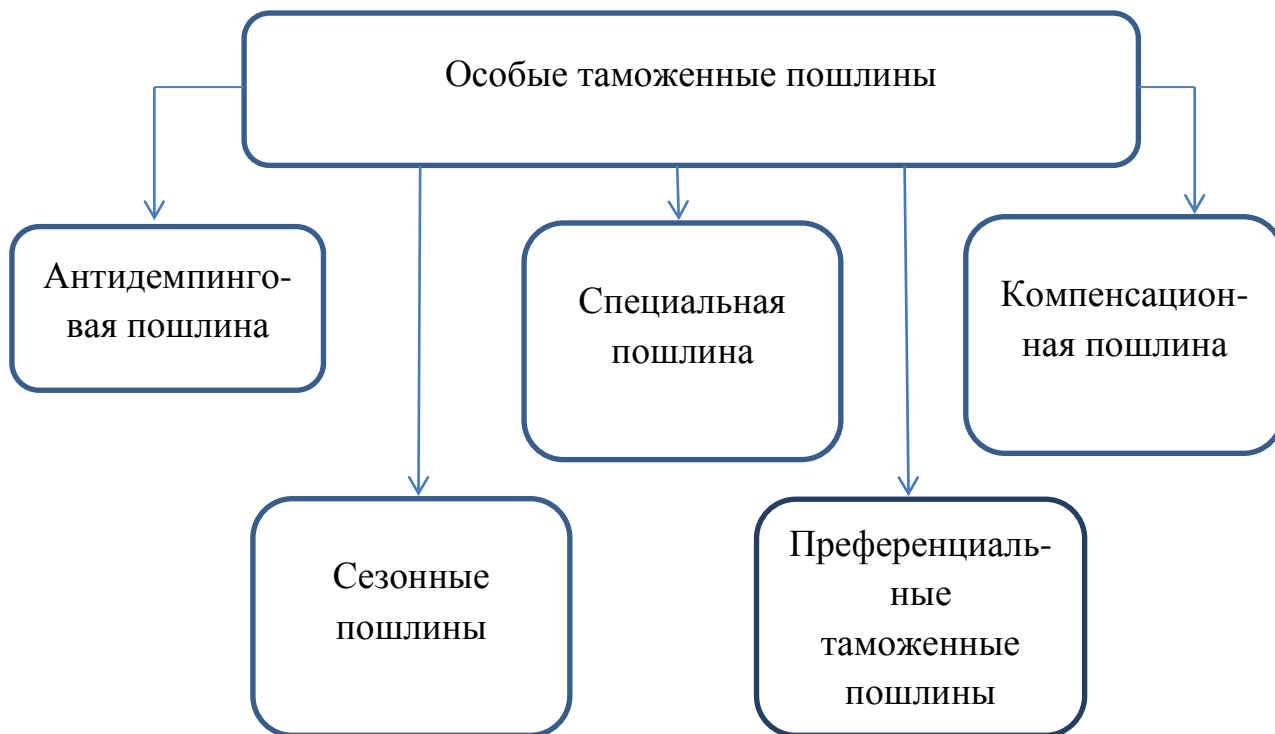 Особые таможенные пошлины
Антидемпинго-
вая пошлина
Специальная
пошлина
Компенсацион-
ная пошлина
Сезонные
пошлины
Преференциаль-
ные
таможенные
пошлины